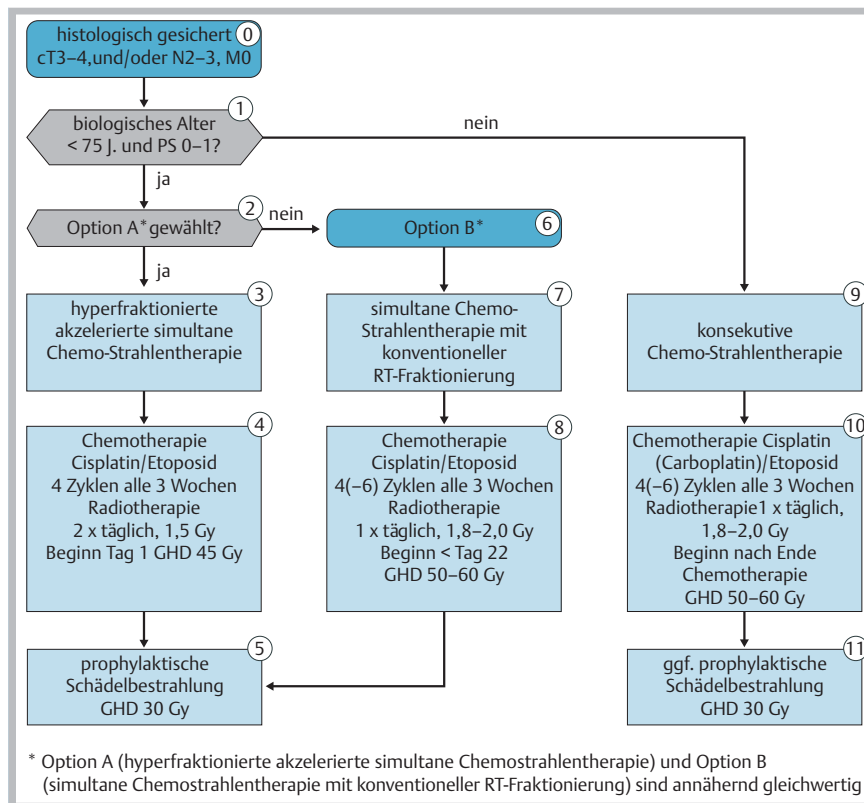 histologisch gesichert
cT3–4,und/oder N2–3, M0
0
biologisches Alter
< 75 J. und PS 0–1?
1
nein
ja
Option A* gewählt?
2
nein
Option B*
6
ja
hyperfraktionierte
akzelerierte simultane
Chemo-Strahlentherapie
3
simultane Chemo-
Strahlentherapie mit
konventioneller
RT-Fraktionierung
7
konsekutive
Chemo-Strahlentherapie
9
Chemotherapie
Cisplatin/Etoposid
4 Zyklen alle 3 Wochen
Radiotherapie
2 x täglich, 1,5 Gy
Beginn Tag 1 GHD 45 Gy
4
Chemotherapie
Cisplatin/Etoposid
4(–6) Zyklen alle 3 Wochen
Radiotherapie
1 x täglich, 1,8–2,0 Gy
Beginn < Tag 22
GHD 50–60 Gy
8
Chemotherapie Cisplatin
(Carboplatin)/Etoposid
4(–6) Zyklen alle 3 Wochen
Radiotherapie1 x täglich,
1,8–2,0 Gy
Beginn nach Ende
Chemotherapie
GHD 50–60 Gy
10
prophylaktische
Schädelbestrahlung
GHD 30 Gy
5
ggf. prophylaktische
Schädelbestrahlung
GHD 30 Gy
11
* Option A (hyperfraktionierte akzelerierte simultane Chemostrahlentherapie) und Option B
(simultane Chemostrahlentherapie mit konventioneller RT-Fraktionierung) sind annähernd gleichwertig